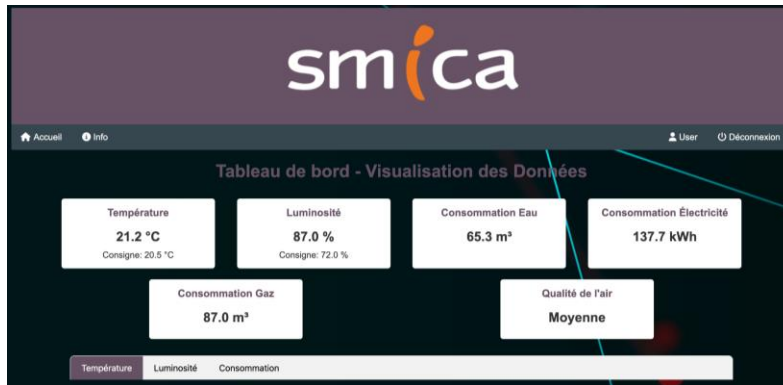 smica
Accueil Info User Déconnexion
Tableau de bord - Visualisation des Données
Température
21.2 °C
Consigne: 20.5 °C
Luminosité
87.0 %
Consigne: 72.0 %
Consommation Eau
65.3 m³
Consommation Électricité
137.7 kWh
Consommation Gaz
87.0 m³
Qualité de l'air
Moyenne
Température Luminosité Consommation